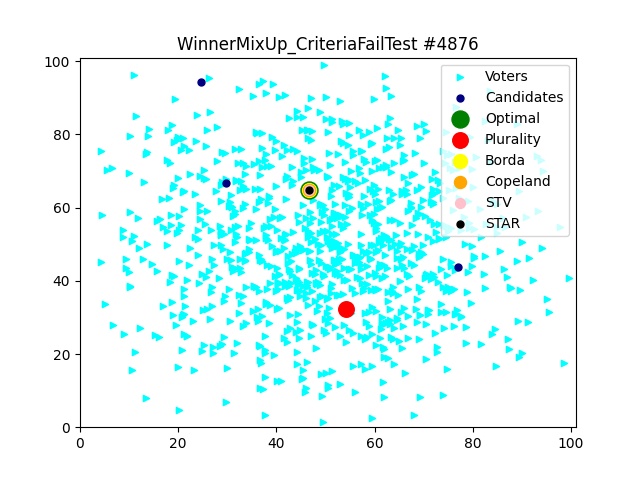 WinnerMixUp_CriteriaFailTest #4876
100
80
60
40
20
0
0 20 40 60 80 100
Voters
Candidates
Optimal
Plurality
Borda
Copeland
STV
STAR